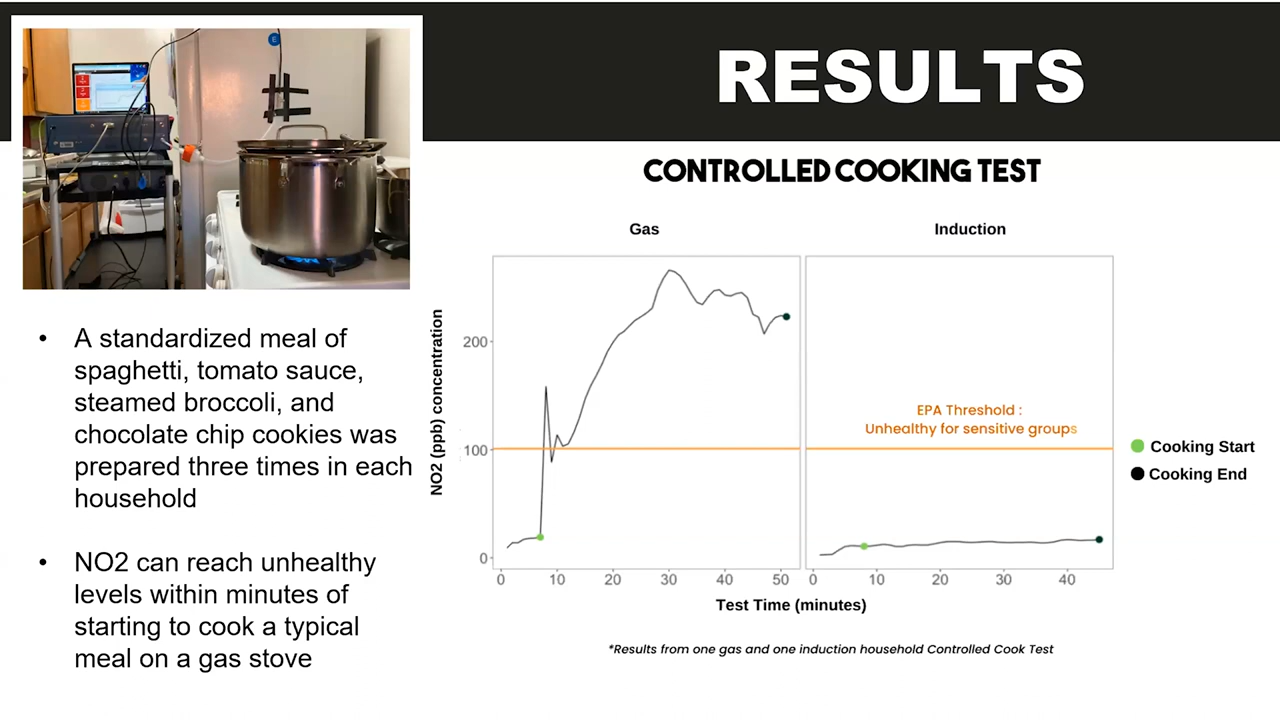 RESULTS
CONTROLLED COOKING TEST
• A standardized meal of
spaghetti, tomato sauce,
steamed broccoli, and
chocolate chip cookies was
prepared three times in each
household
• NO2 can reach unhealthy
levels within minutes of
starting to cook a typical
meal on a gas stove
Gas
Induction
NO2 (ppb) concentration
200
100
0
EPA Threshold :
Unhealthy for sensitive groups
0 10 20 30 40 50
0 10 20 30 40
Test Time (minutes)
Cooking Start
Cooking End
*Results from one gas and one induction household Controlled Cook Test